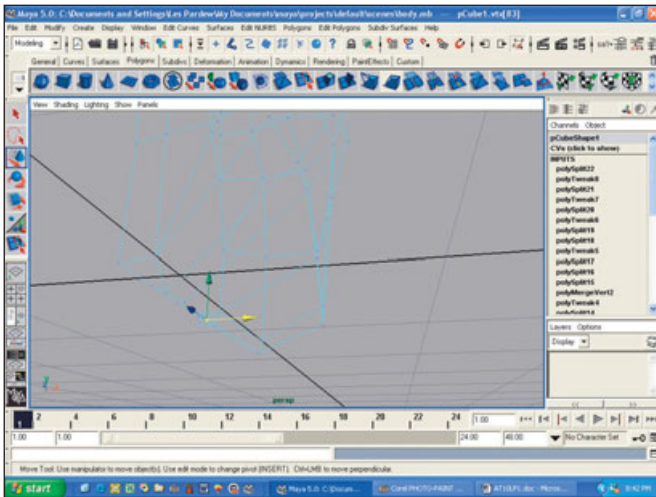 Maya 5.0: C:\Documents and Settings\Les Pardew\My Documents\maya\projects\default\scenes\body.mb --- pCube1.vtx[83]
File Edit Modify Create Display Window Edit Curves Surfaces Edit NURBS Polygons Edit Polygons Subdiv Surfaces Help
Modeling
General Curves Surfaces Polygons Subdivs Deformation Animation Dynamics Rendering PaintEffects Custom
View Shading Lighting Show Panels
Channels Object
pCubeShape1
CVs (click to show)
INPUTS
polySplit22
polyTweak8
polySplit21
polyTweak7
polySplit20
polyTweak6
polySplit19
polySplit18
polyTweak5
polySplit17
polySplit16
polySplit15
polyMergeVert2
polyTweak4
polySplit14
Layers Options
Display
persp
1 2 4 6 8 10 12 14 16 18 20 22 24 1.00
1.00 1.00 24.00 48.00 No Character Set
Move Tool: Use manipulator to move object(s). Use edit mode to change pivot (INSERT). Ctrl+LMB to move perpendicular.
start Maya 5.0: C:\Docum... Corel PHOTO-PAINT ... 8:42 PM